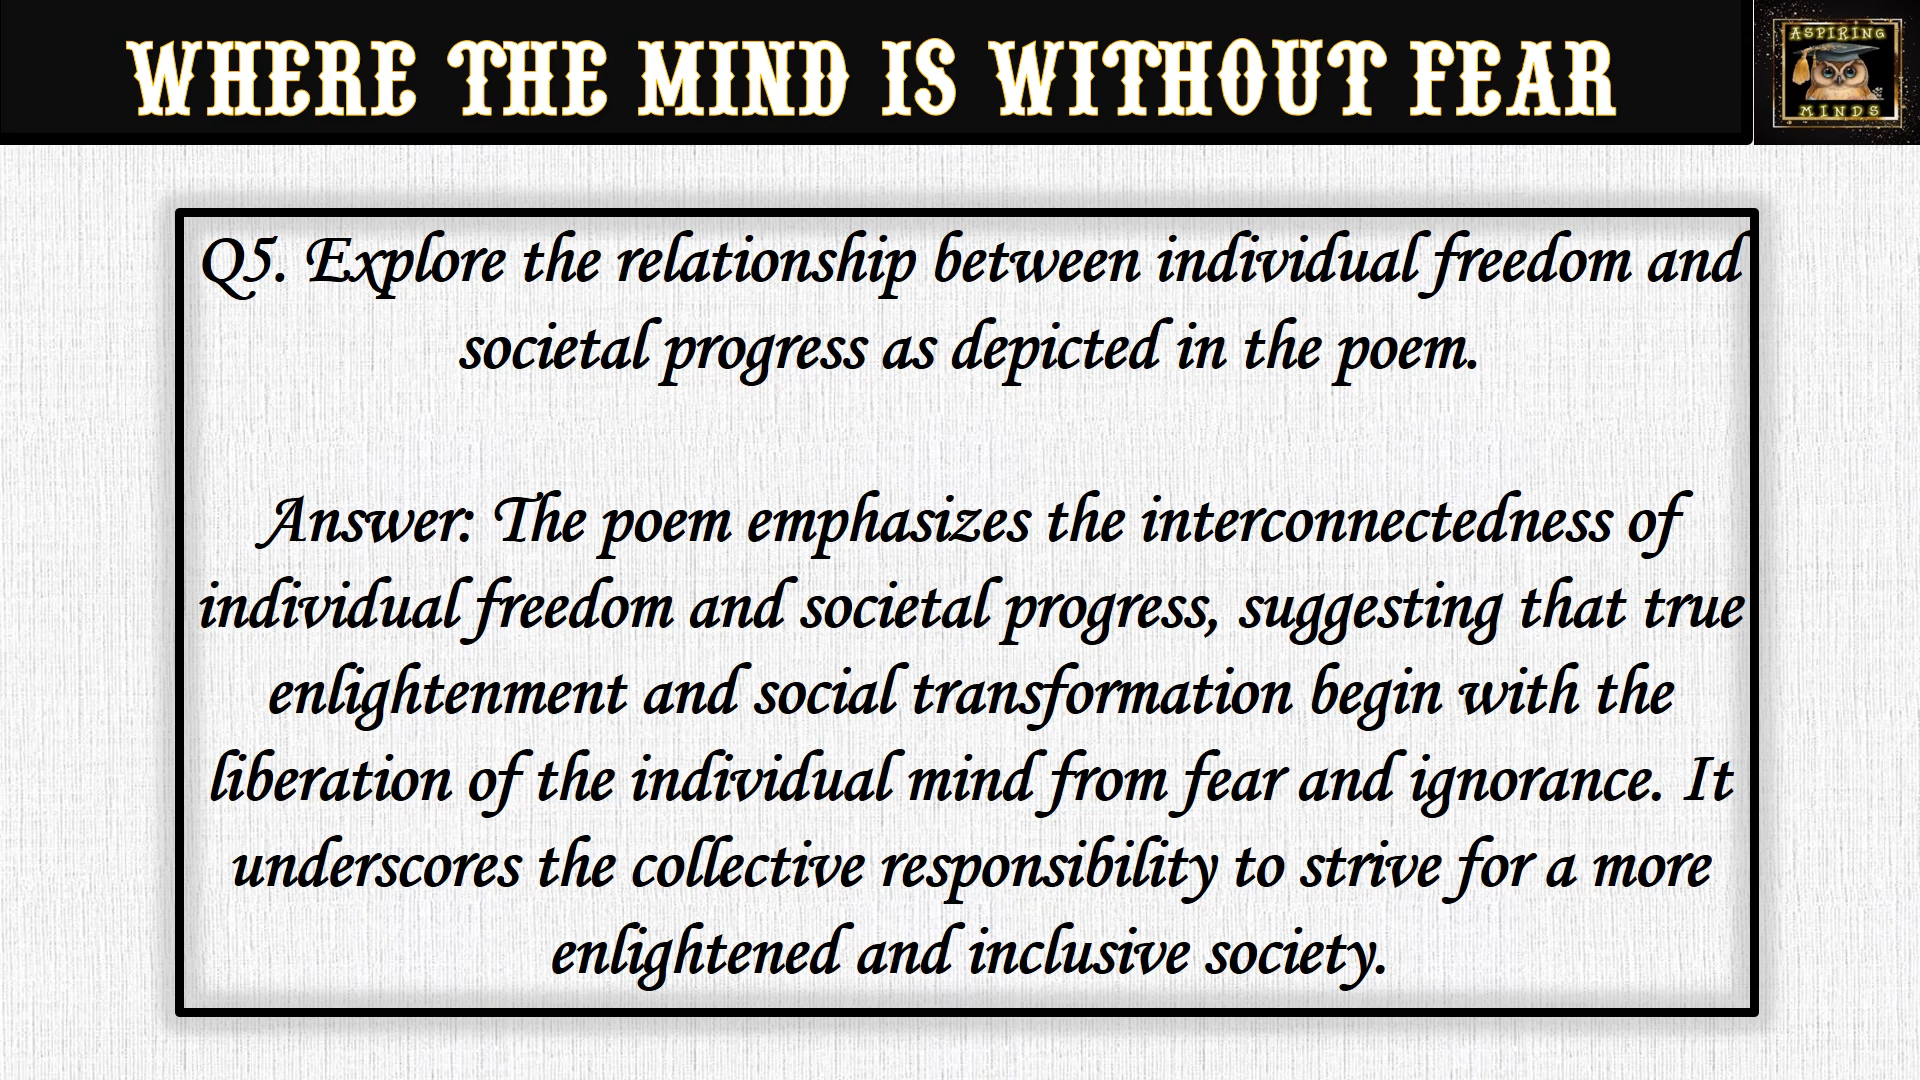 WHERE THE MIND IS WITHOUT FEAR
ASPIRING
MINDS
Q5. Explore the relationship between individual freedom and
societal progress as depicted in the poem.
Answer: The poem emphasizes the interconnectedness of
individual freedom and societal progress, suggesting that true
enlightenment and social transformation begin with the
liberation of the individual mind from fear and ignorance. It
underscores the collective responsibility to strive for a more
enlightened and inclusive society.